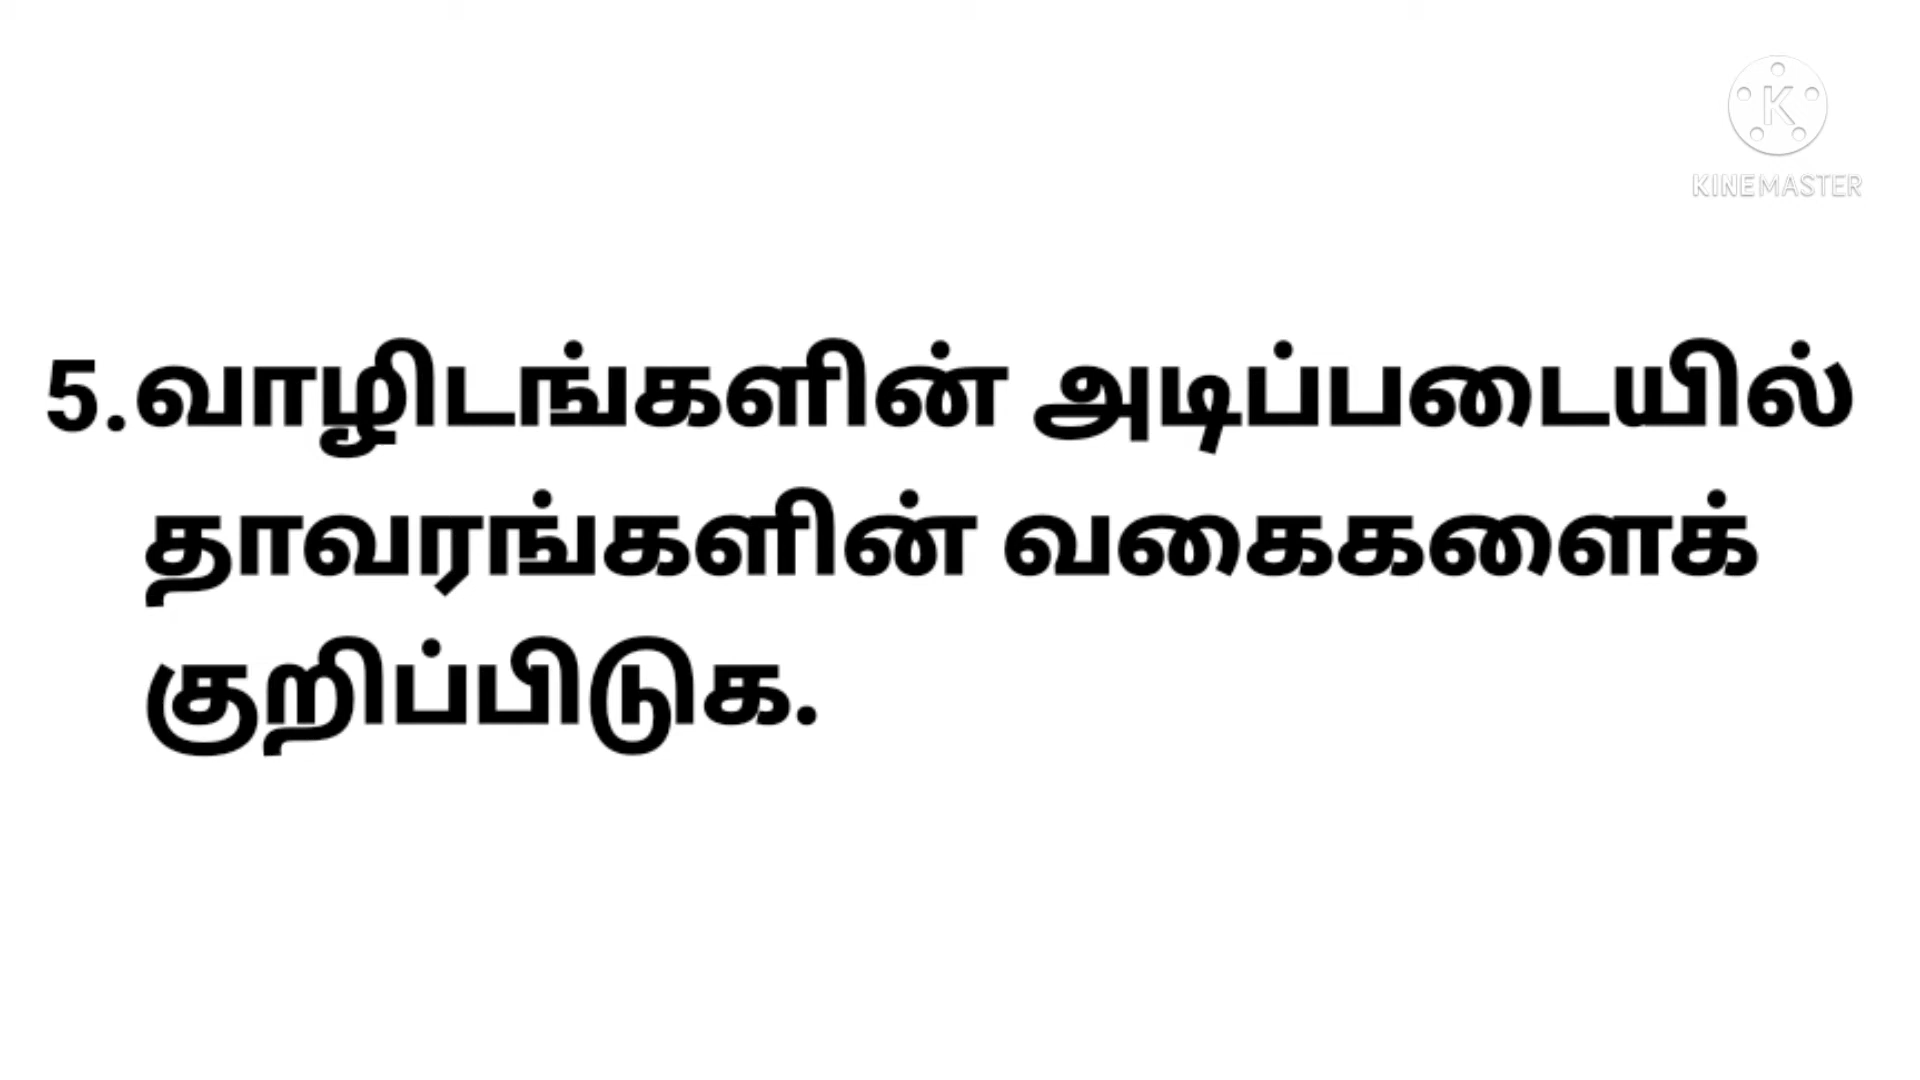 K
KINEMASTER
5.வாழிடங்களின் அடிப்படையில்
தாவரங்களின் வகைகளைக்
குறிப்பிடுக.